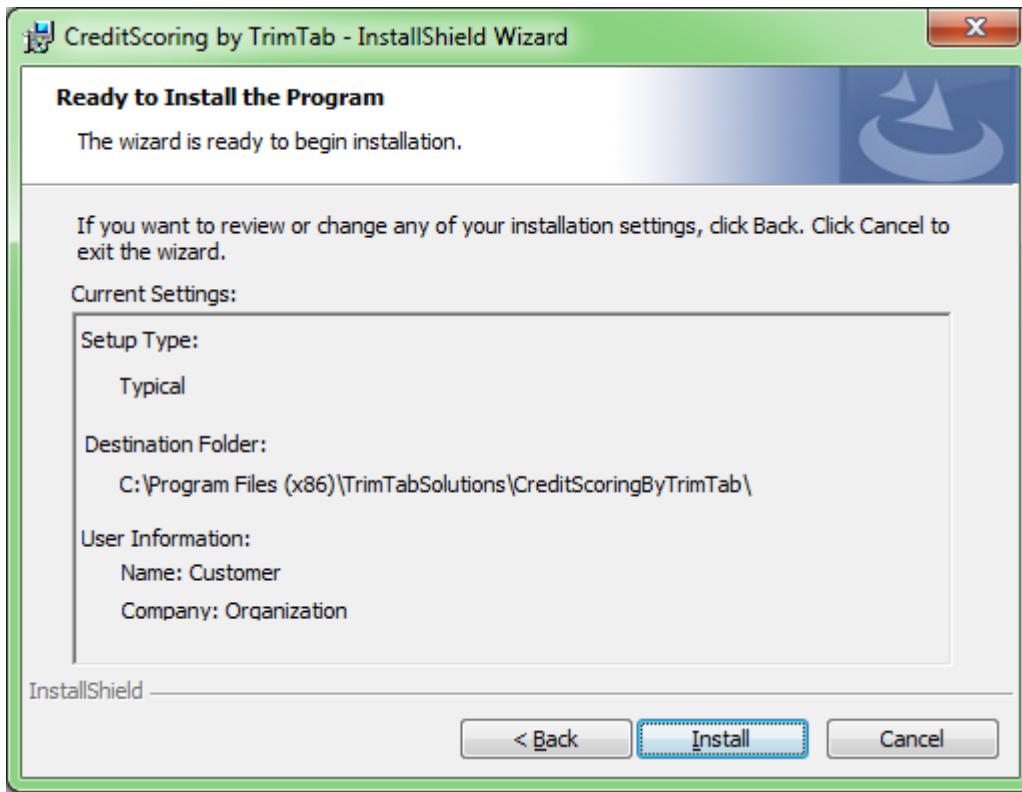 CreditScoring by TrimTab - InstallShield Wizard
Ready to Install the Program
The wizard is ready to begin installation.
If you want to review or change any of your installation settings, click Back. Click Cancel to
exit the wizard.
Current Settings:
Setup Type:
Typical
Destination Folder:
C:\Program Files (x86)\TrimTabSolutions\CreditScoringByTrimTab\
User Information:
Name: Customer
Company: Organization
InstallShield
< Back
Install
Cancel